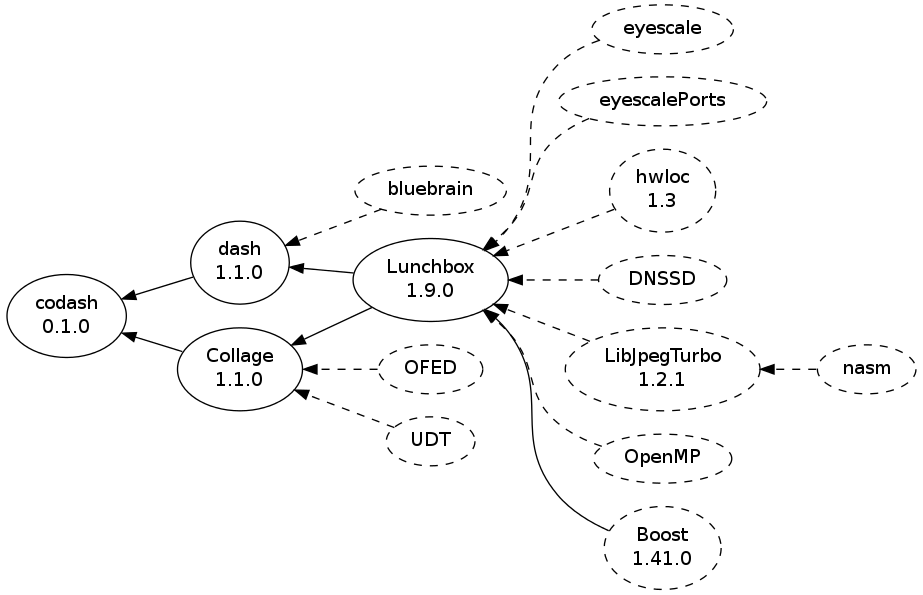 eyescale
eyescalePorts
hwloc
1.3
bluebrain
dash
1.1.0
Lunchbox
1.9.0
DNSSD
codash
0.1.0
Collage
1.1.0
OFED
LibJpegTurbo
1.2.1
nasm
UDT
OpenMP
Boost
1.41.0